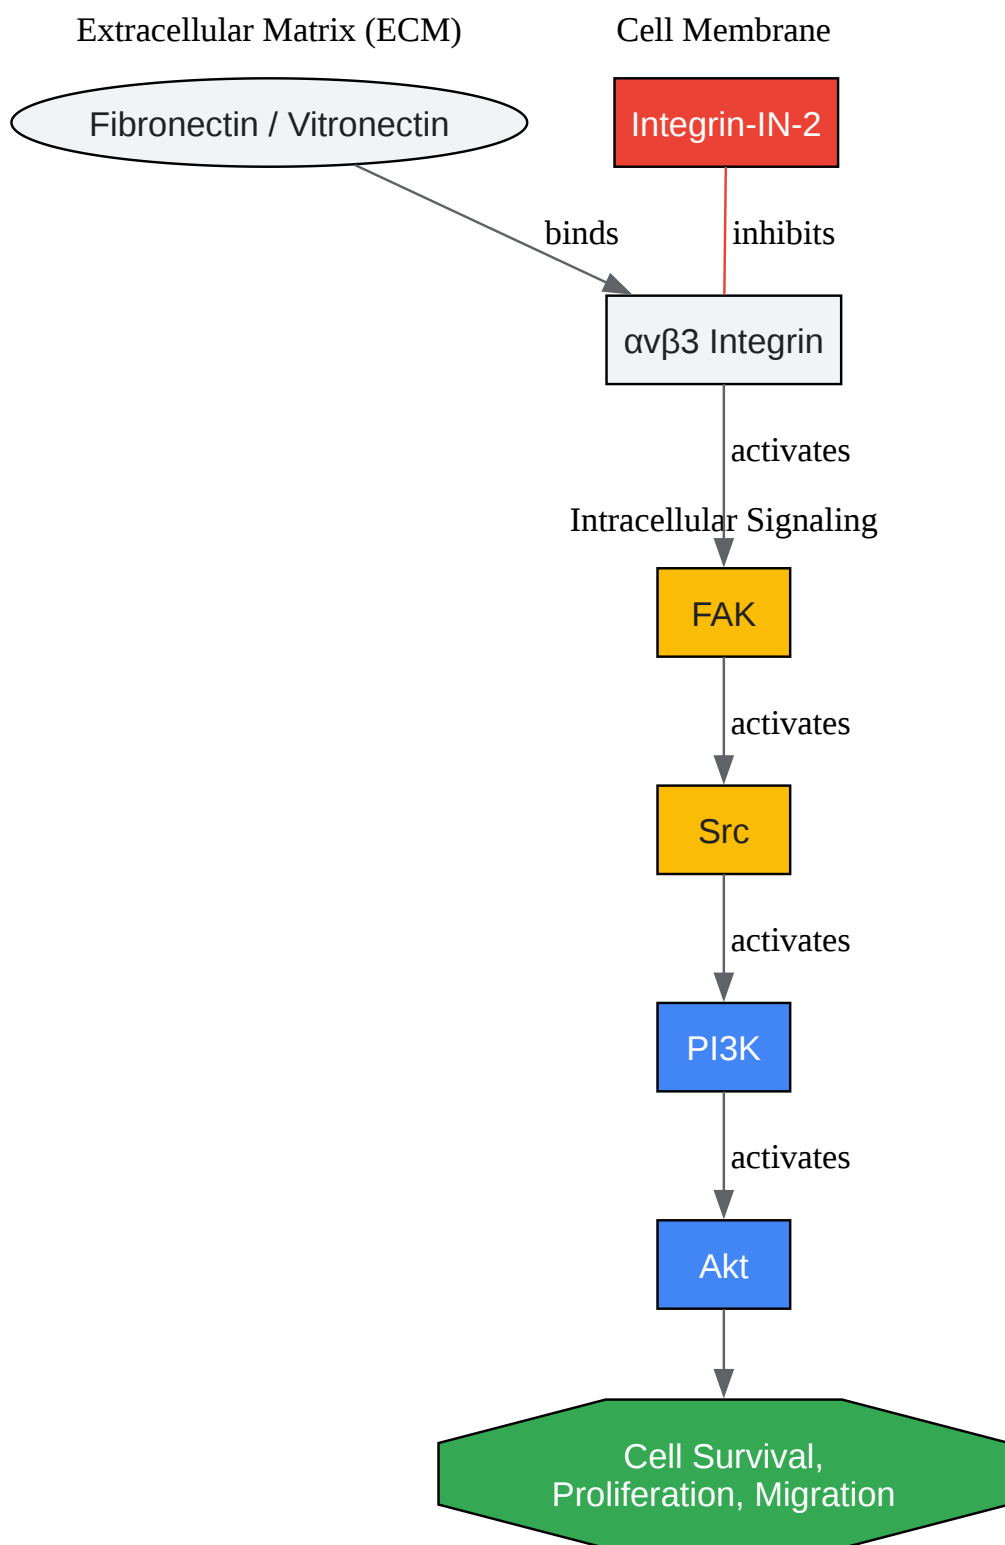 Extracellular Matrix (ECM)
Cell Membrane
Fibronectin / Vitronectin
Integrin-IN-2
binds
inhibits
αvβ3 Integrin
activates
Intracellular Signaling
FAK
activates
Src
activates
PI3K
activates
Akt
Cell Survival,
Proliferation, Migration